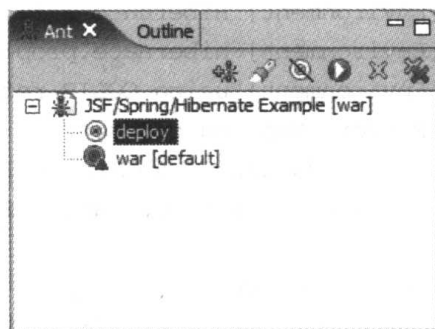 Ant Outline
JSF/Spring/Hibernate Example [war]
deploy
war [default]